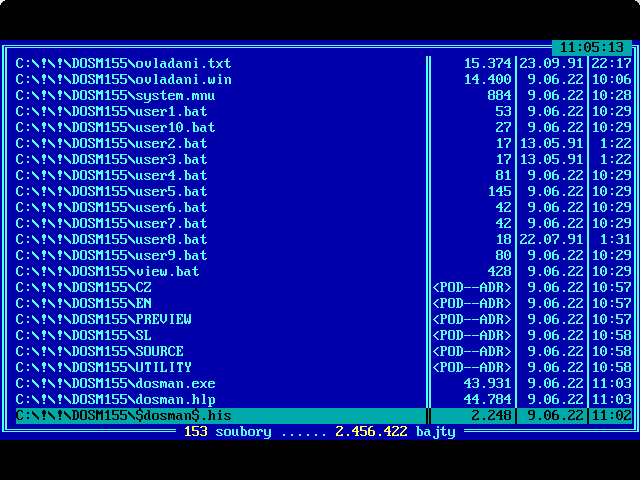 11:05:13
C:\!\!\DOSM155\ovladani.txt 15.374 23.09.91 22:17
C:\!\!\DOSM155\ovladani.win 14.400 9.06.22 10:06
C:\!\!\DOSM155\system.mnu 884 9.06.22 10:28
C:\!\!\DOSM155\user1.bat 53 9.06.22 10:29
C:\!\!\DOSM155\user10.bat 27 9.06.22 10:29
C:\!\!\DOSM155\user2.bat 17 13.05.91 1:22
C:\!\!\DOSM155\user3.bat 17 13.05.91 1:22
C:\!\!\DOSM155\user4.bat 81 9.06.22 10:29
C:\!\!\DOSM155\user5.bat 145 9.06.22 10:29
C:\!\!\DOSM155\user6.bat 42 9.06.22 10:29
C:\!\!\DOSM155\user7.bat 42 9.06.22 10:29
C:\!\!\DOSM155\user8.bat 18 22.07.91 1:31
C:\!\!\DOSM155\user9.bat 80 9.06.22 10:29
C:\!\!\DOSM155\view.bat 428 9.06.22 10:29
C:\!\!\DOSM155\CZ <POD--ADR> 9.06.22 10:57
C:\!\!\DOSM155\EN <POD--ADR> 9.06.22 10:57
C:\!\!\DOSM155\PREVIEW <POD--ADR> 9.06.22 10:57
C:\!\!\DOSM155\SL <POD--ADR> 9.06.22 10:58
C:\!\!\DOSM155\SOURCE <POD--ADR> 9.06.22 10:58
C:\!\!\DOSM155\UTILITY <POD--ADR> 9.06.22 10:58
C:\!\!\DOSM155\dosman.exe 43.931 9.06.22 11:03
C:\!\!\DOSM155\dosman.hlp 44.784 9.06.22 11:03
C:\!\!\DOSM155\$dosman$.his 2.248 9.06.22 11:02
153 soubory ...... 2.456.422 bajty